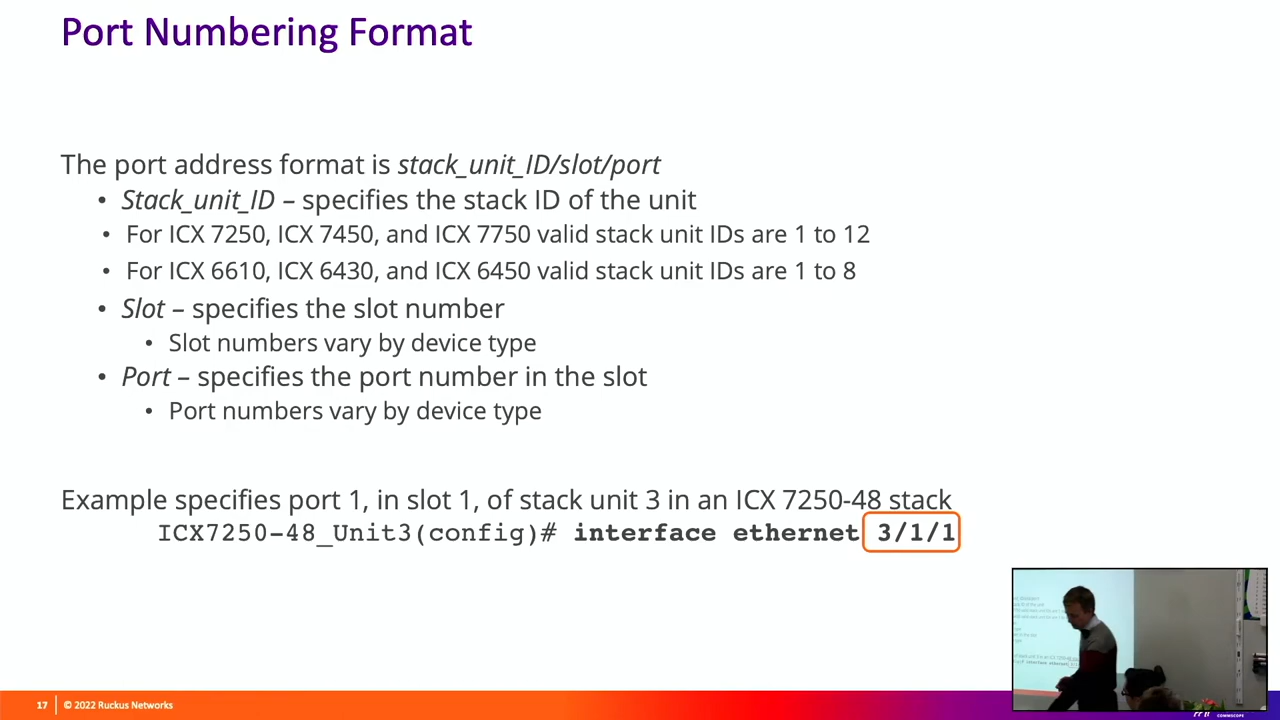 Port Numbering Format
The port address format is stack_unit_ID/slot/port
• Stack_unit_ID – specifies the stack ID of the unit
• For ICX 7250, ICX 7450, and ICX 7750 valid stack unit IDs are 1 to 12
• For ICX 6610, ICX 6430, and ICX 6450 valid stack unit IDs are 1 to 8
• Slot – specifies the slot number
• Slot numbers vary by device type
• Port – specifies the port number in the slot
• Port numbers vary by device type
Example specifies port 1, in slot 1, of stack unit 3 in an ICX 7250-48 stack
ICX7250-48_Unit3(config)# interface ethernet 3/1/1
17 © 2022 Ruckus Networks
COMMSCOPE